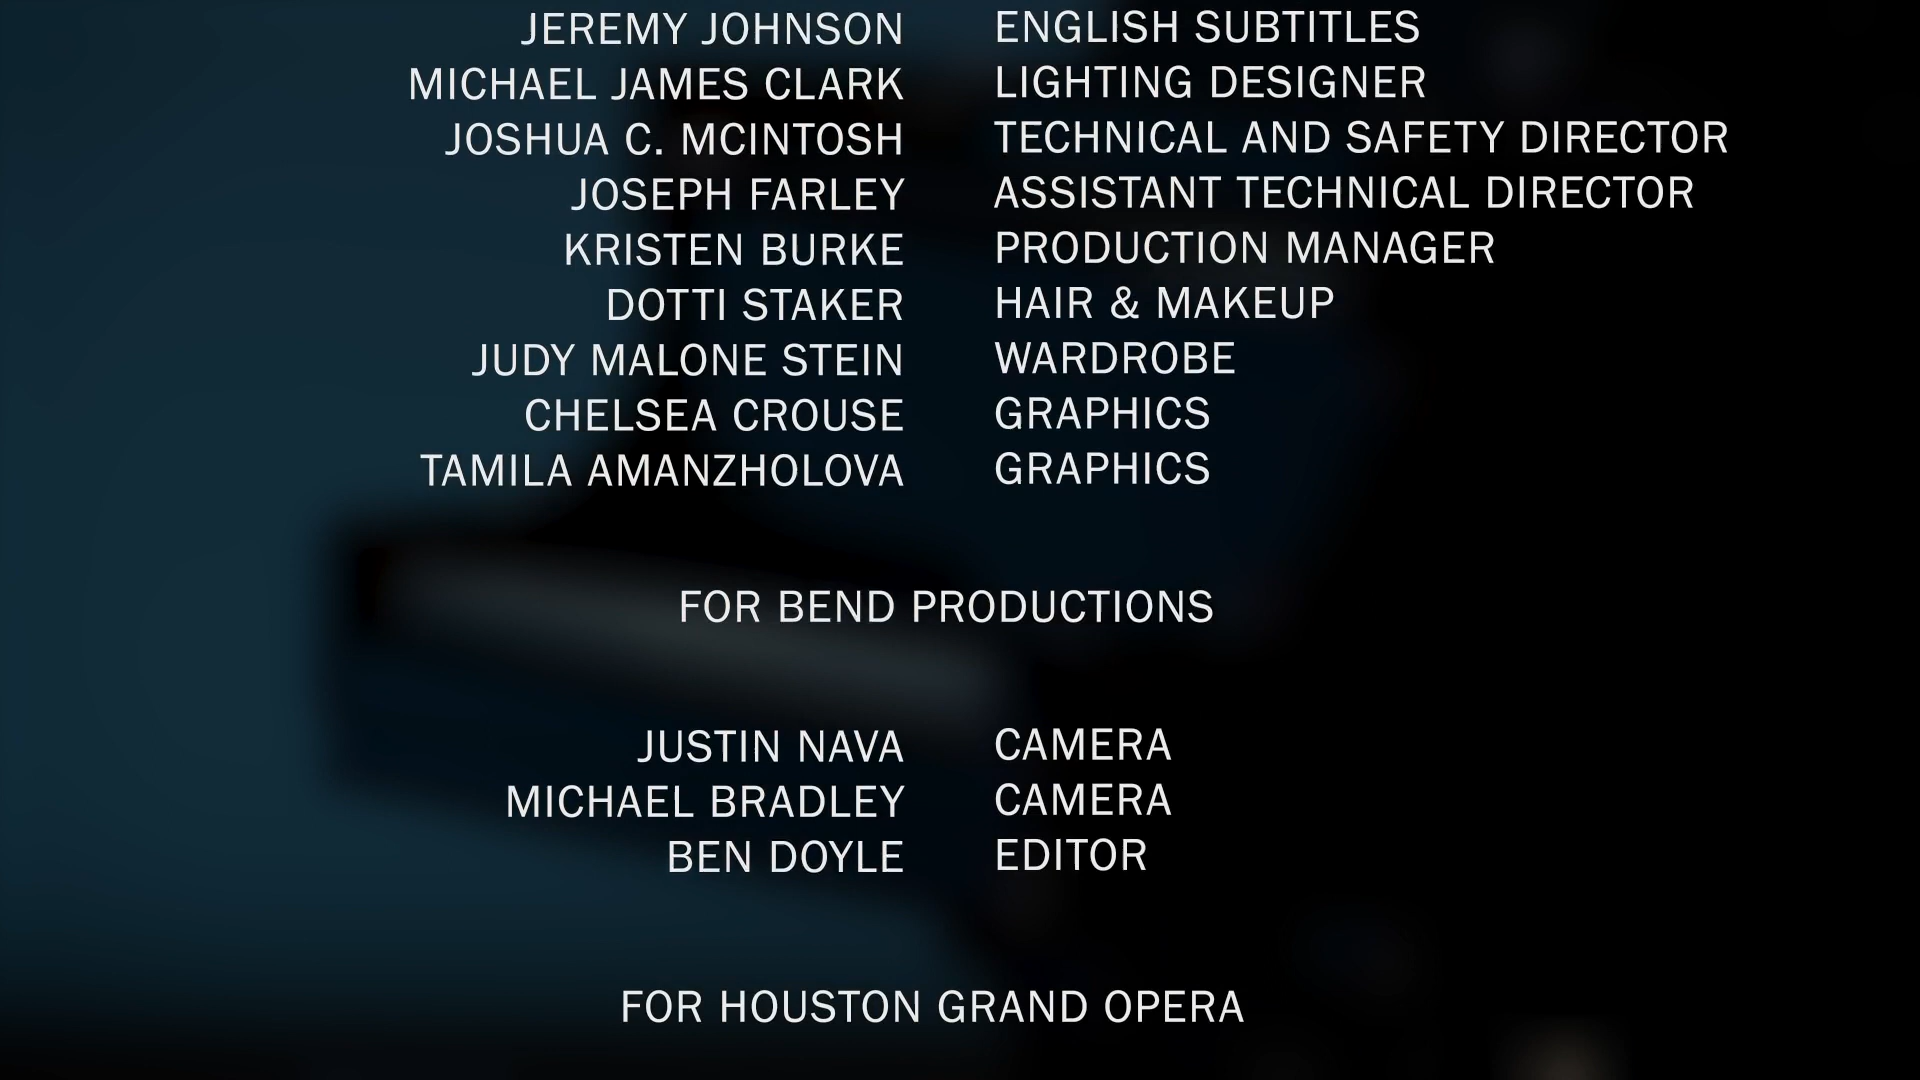 JEREMY JOHNSON ENGLISH SUBTITLES
MICHAEL JAMES CLARK LIGHTING DESIGNER
JOSHUA C. MCINTOSH TECHNICAL AND SAFETY DIRECTOR
JOSEPH FARLEY ASSISTANT TECHNICAL DIRECTOR
KRISTEN BURKE PRODUCTION MANAGER
DOTTI STAKER HAIR & MAKEUP
JUDY MALONE STEIN WARDROBE
CHELSEA CROUSE GRAPHICS
TAMILA AMANZHOLOVA GRAPHICS
FOR BEND PRODUCTIONS
JUSTIN NAVA CAMERA
MICHAEL BRADLEY CAMERA
BEN DOYLE EDITOR
FOR HOUSTON GRAND OPERA